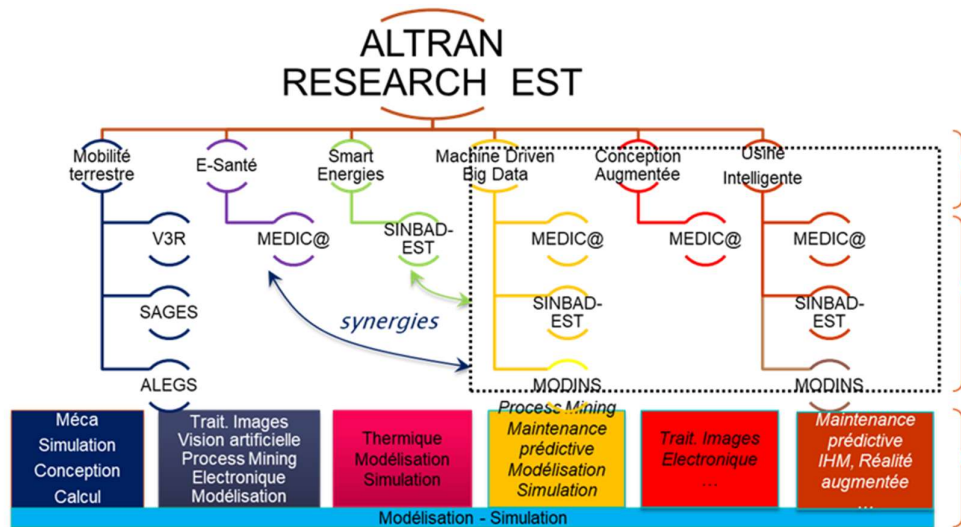 ALTRAN
RESEARCH EST
Mobilité
terrestre
E-Santé
Smart
Energies
Machine Driven
Big Data
Conception
Augmentée
Usine
Intelligente
V3R
MEDIC@
SINBAD-
EST
MEDIC@
MEDIC@
MEDIC@
SAGES
synergies
SINBAD-
EST
SINBAD-
EST
ALEGS
MODINS
MODINS
Méca
Simulation
Conception
Calcul
Trait. Images
Vision artificielle
Process Mining
Electronique
Modélisation
Thermique
Modélisation
Simulation
Process Mining
Maintenance
prédictive
Modélisation
Simulation
Trait. Images
Electronique
...
Maintenance
prédictive
IHM, Réalité
augmentée
...
Modélisation - Simulation